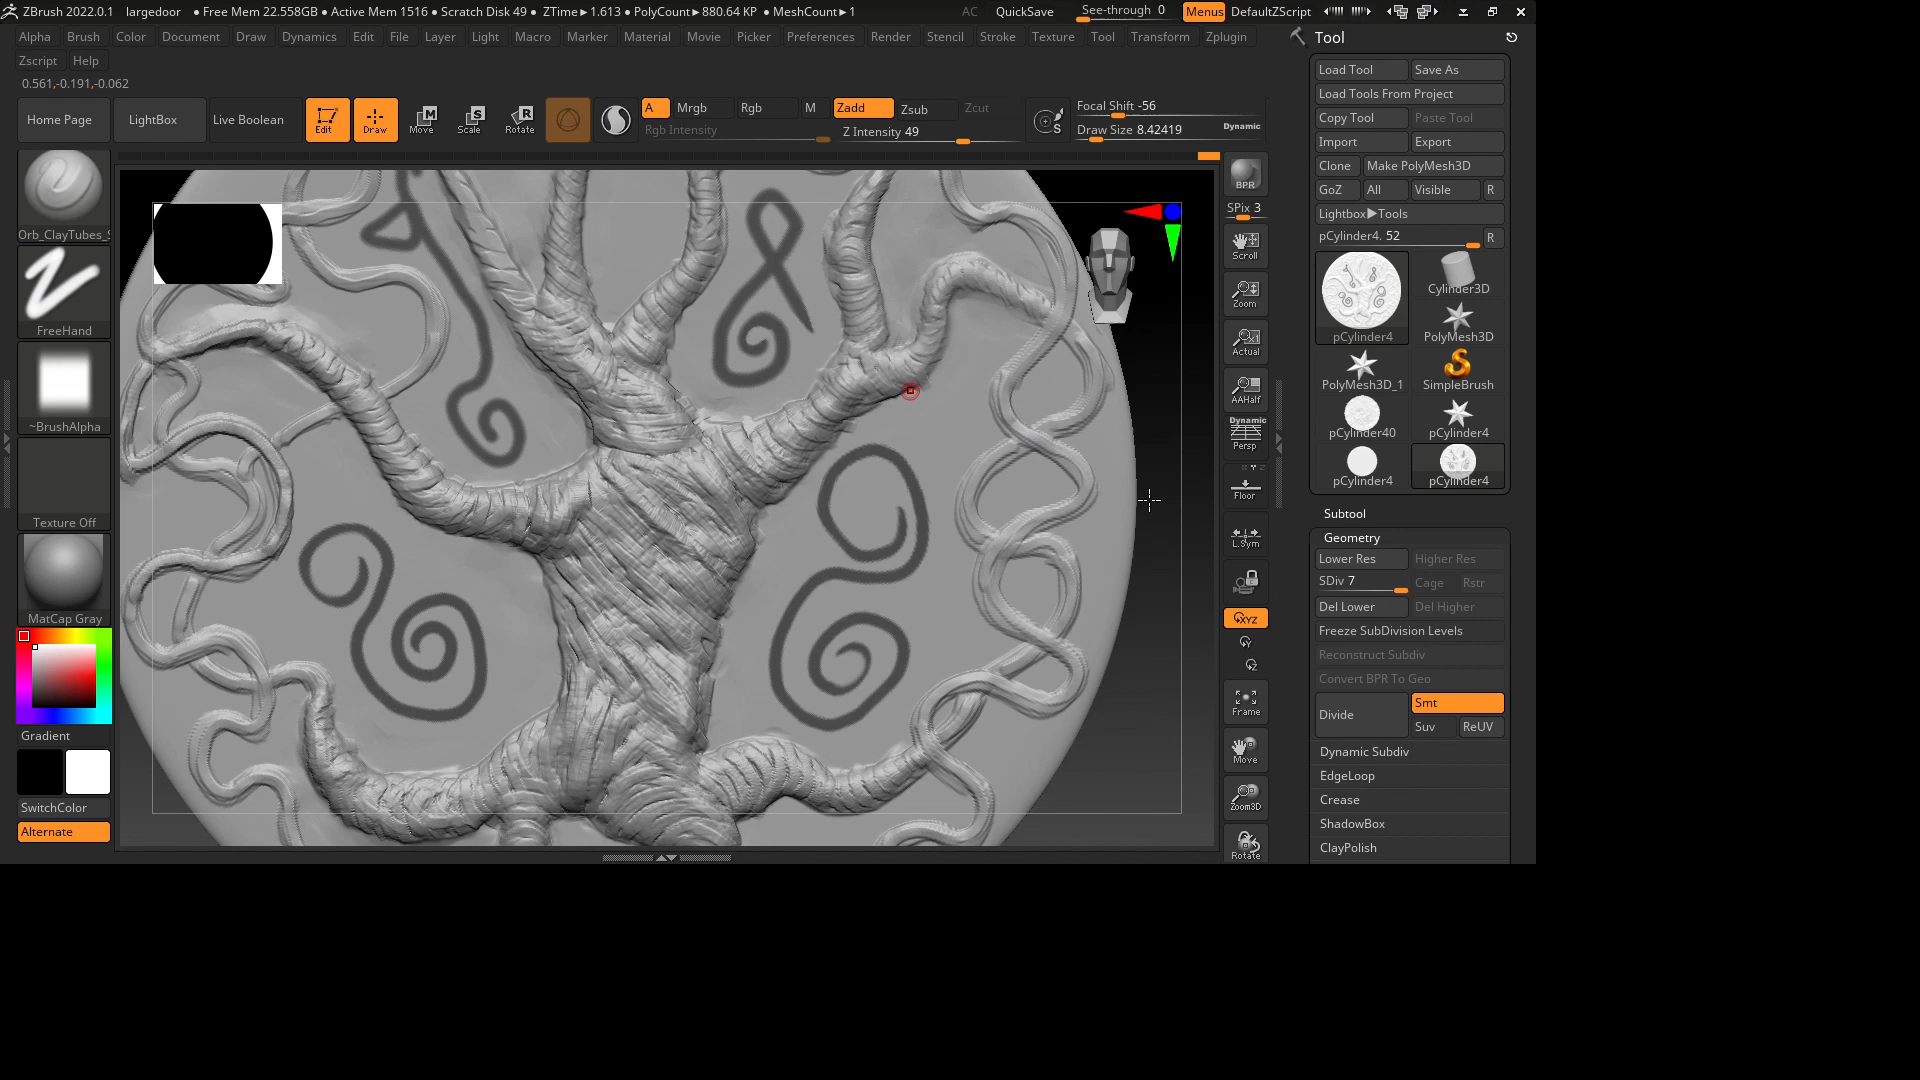 ZBrush 2022.0.1 largedoor ● Free Mem 22.558GB ● Active Mem 1516 ● Scratch Disk 49 ● ZTime►1.613 ● PolyCount►880.64 KP ● MeshCount►1 AC QuickSave See-through 0 Menus DefaultZScript
Alpha Brush Color Document Draw Dynamics Edit File Layer Light Macro Marker Material Movie Picker Preferences Render Stencil Stroke Texture Tool Transform Zplugin
Zscript Help
0.561,-0.191,-0.062
Home Page LightBox Live Boolean Edit Draw Move Scale Rotate
A Mrgb Rgb M Zadd Zsub Zcut
Rgb Intensity Z Intensity 49
Focal Shift -56
Draw Size 8.42419 Dynamic
Orb_ClayTubes_S
FreeHand
~BrushAlpha
Texture Off
MatCap Gray
Gradient
SwitchColor
Alternate
BPR
SPix 3
Scroll
Zoom
Actual
AAHalf
Dynamic
Persp
Floor
L.Sym
XYZ
Y
Z
Frame
Move
Zoom3D
Rotate
Tool
Load Tool Save As
Load Tools From Project
Copy Tool Paste Tool
Import Export
Clone Make PolyMesh3D
GoZ All Visible R
Lightbox►Tools
pCylinder4. 52 R
pCylinder4 Cylinder3D
PolyMesh3D
PolyMesh3D_1 SimpleBrush
pCylinder40 pCylinder4
pCylinder4 pCylinder4
Subtool
Geometry
Lower Res Higher Res
SDiv 7 Cage Rstr
Del Lower Del Higher
Freeze SubDivision Levels
Reconstruct Subdiv
Convert BPR To Geo
Divide Smt
Suv ReUV
Dynamic Subdiv
EdgeLoop
Crease
ShadowBox
ClayPolish